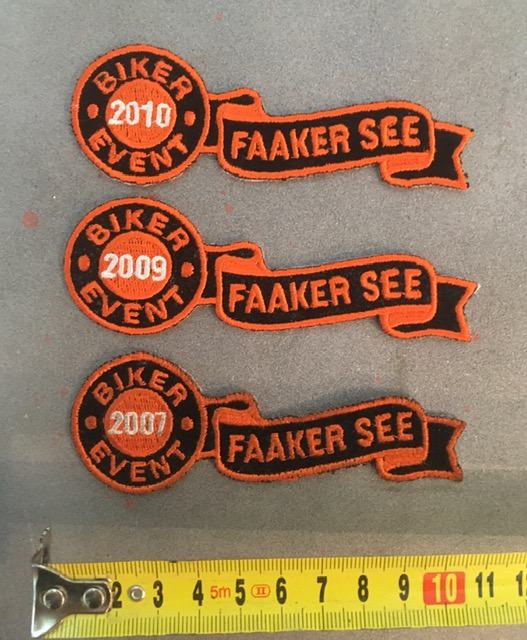 BIKER
2010
EVENT
FAAKER SEE
BIKER
2009
EVENT
FAAKER SEE
BIKER
2007
EVENT
FAAKER SEE
2 3 4 5m 5 II 6 7 8 9 10 11